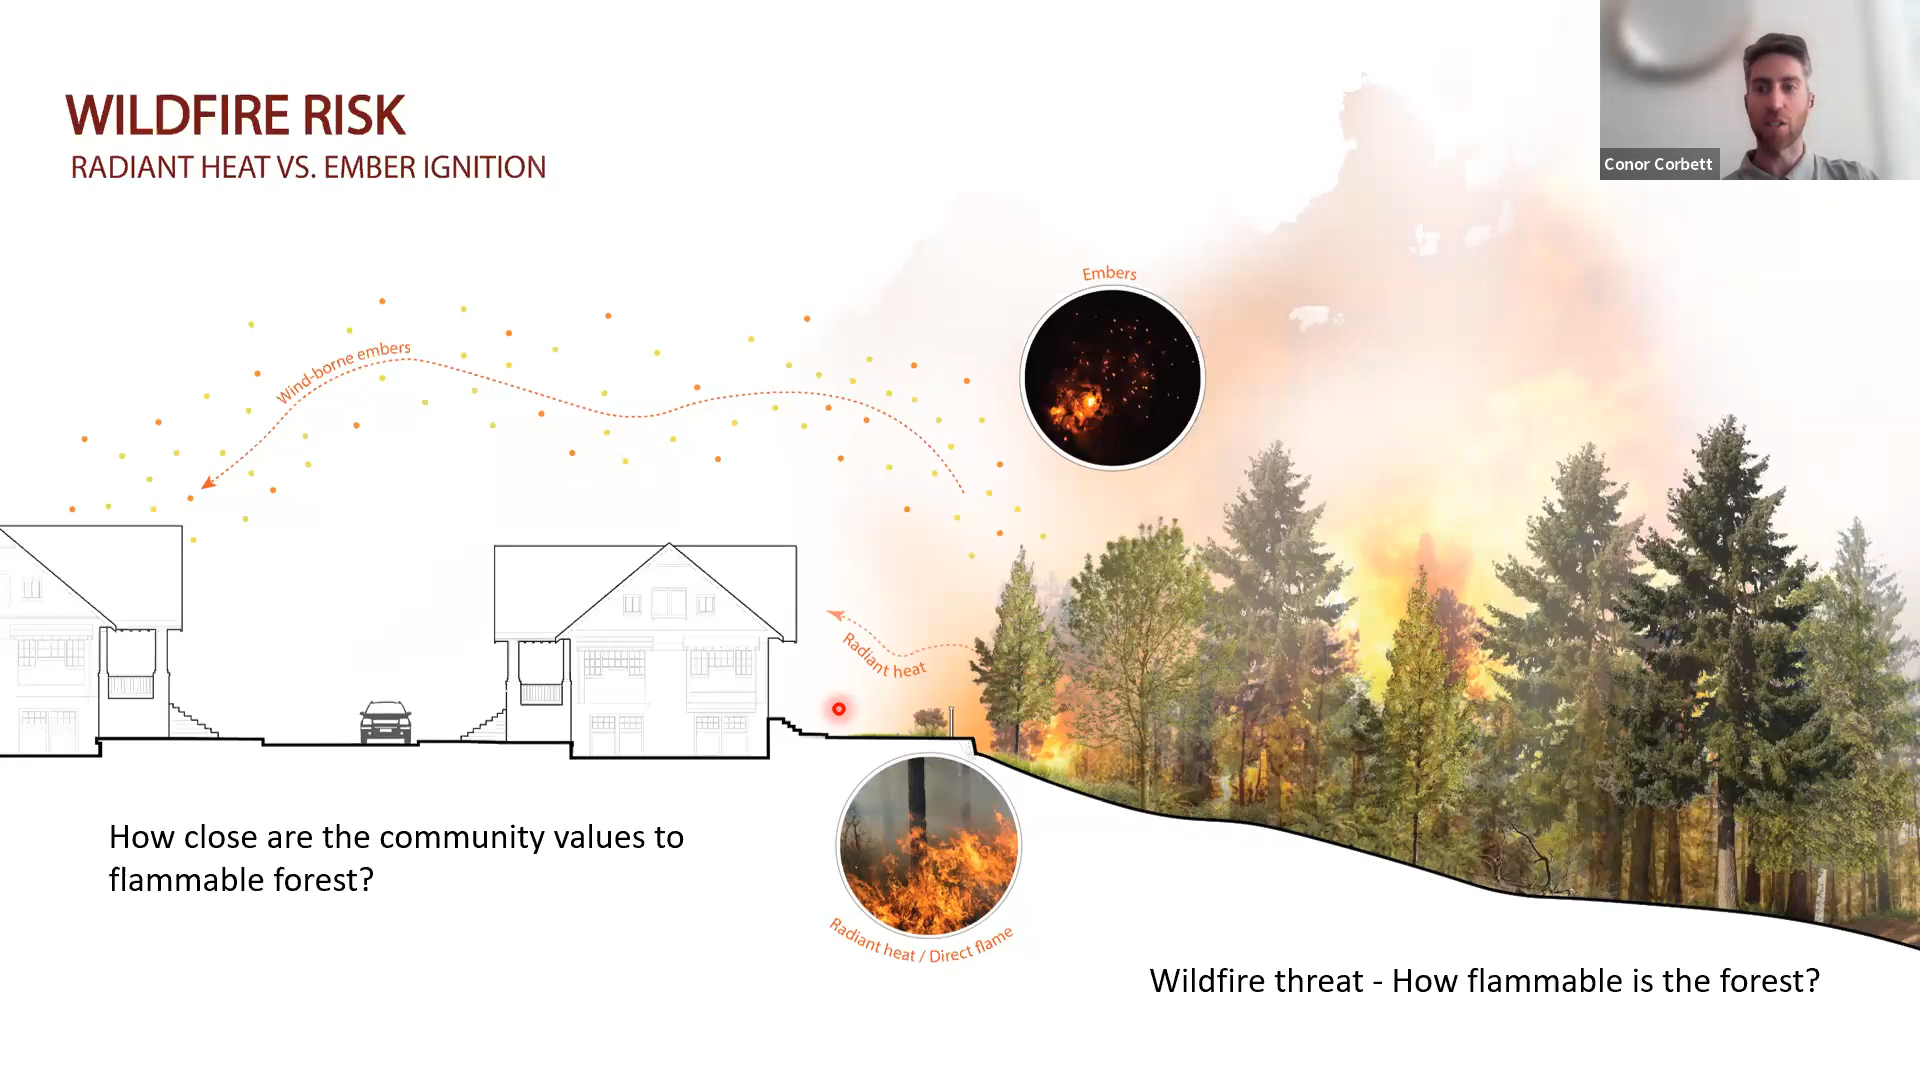 WILDFIRE RISK
RADIANT HEAT VS. EMBER IGNITION
Conor Corbett
Embers
Wind-borne embers
Radiant heat
How close are the community values to
flammable forest?
Radiant heat / Direct flame
Wildfire threat - How flammable is the forest?